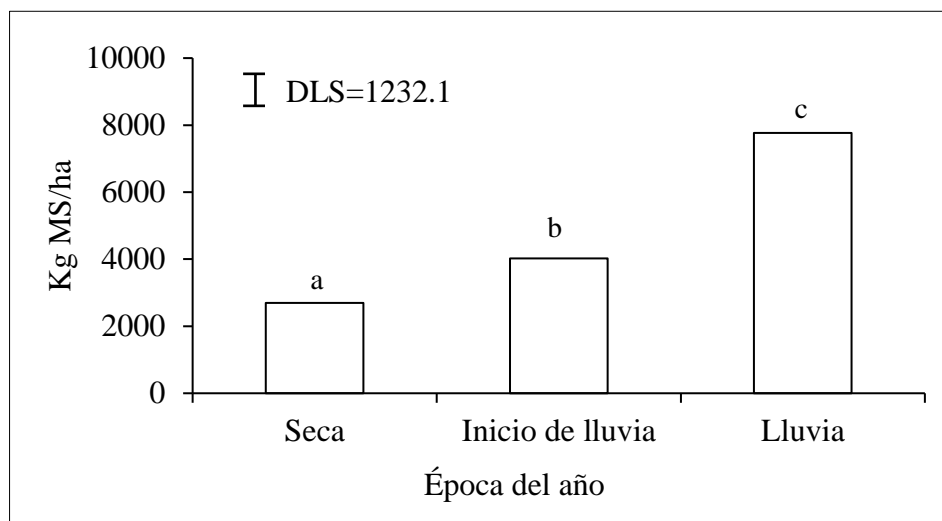 10000
8000
6000
4000
2000
0
Kg MS/ha
DLS=1232.1
a
b
c
Seca
Inicio de lluvia
Lluvia
Época del año